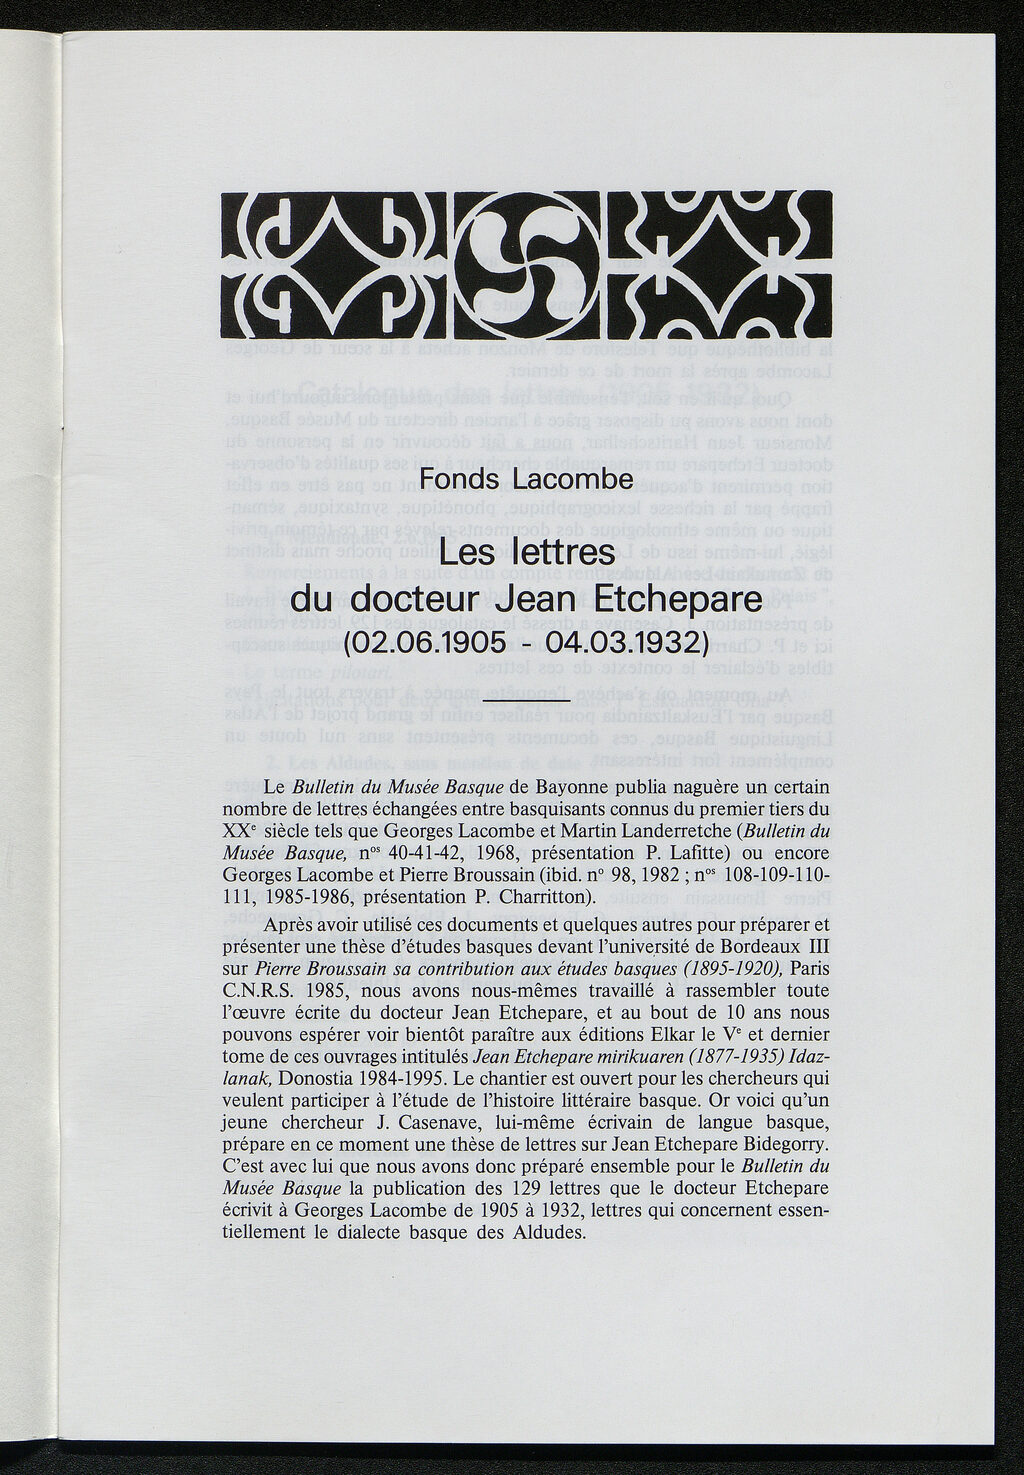 Fonds Lacombe
Les lettres
du docteur Jean Etchepare
(02.06.1905 - 04.03.1932)
Le Bulletin du Musée Basque de Bayonne publia naguère un certain
nombre de lettres échangées entre basquisants connus du premier tiers du
XXe siècle tels que Georges Lacombe et Martin Landerretche (Bulletin du
Musée Basque, nos 40-41-42, 1968, présentation P. Lafitte) ou encore
Georges Lacombe et Pierre Broussain (ibid. n° 98, 1982 ; nos 108-109-110-
111, 1985-1986, présentation P. Charritton).
Après avoir utilisé ces documents et quelques autres pour préparer et
présenter une thèse d'études basques devant l'université de Bordeaux III
sur Pierre Broussain sa contribution aux études basques (1895-1920), Paris
C.N.R.S. 1985, nous avons nous-mêmes travaillé à rassembler toute
l'œuvre écrite du docteur Jean Etchepare, et au bout de 10 ans nous
pouvons espérer voir bientôt paraître aux éditions Elkar le Ve et dernier
tome de ces ouvrages intitulés Jean Etchepare mirikuaren (1877-1935) Idaz-
lanak, Donostia 1984-1995. Le chantier est ouvert pour les chercheurs qui
veulent participer à l'étude de l'histoire littéraire basque. Or voici qu'un
jeune chercheur J. Casenave, lui-même écrivain de langue basque,
prépare en ce moment une thèse de lettres sur Jean Etchepare Bidegorry.
C'est avec lui que nous avons donc préparé ensemble pour le Bulletin du
Musée Basque la publication des 129 lettres que le docteur Etchepare
écrivit à Georges Lacombe de 1905 à 1932, lettres qui concernent essen-
tiellement le dialecte basque des Aldudes.